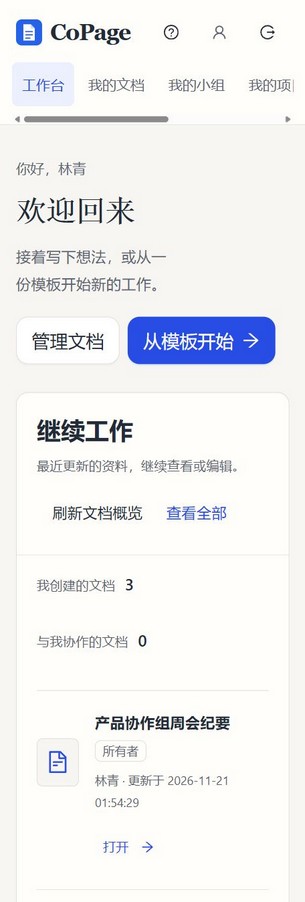 CoPage
工作台 我的文档 我的小组 我的项
你好，林青
欢迎回来
接着写下想法，或从一
份模板开始新的工作。
管理文档 从模板开始
继续工作
最近更新的资料，继续查看或编辑。
刷新文档概览 查看全部
我创建的文档 3
与我协作的文档 0
产品协作组周会纪要
所有者
林青 · 更新于 2026-11-21
01:54:29
打开